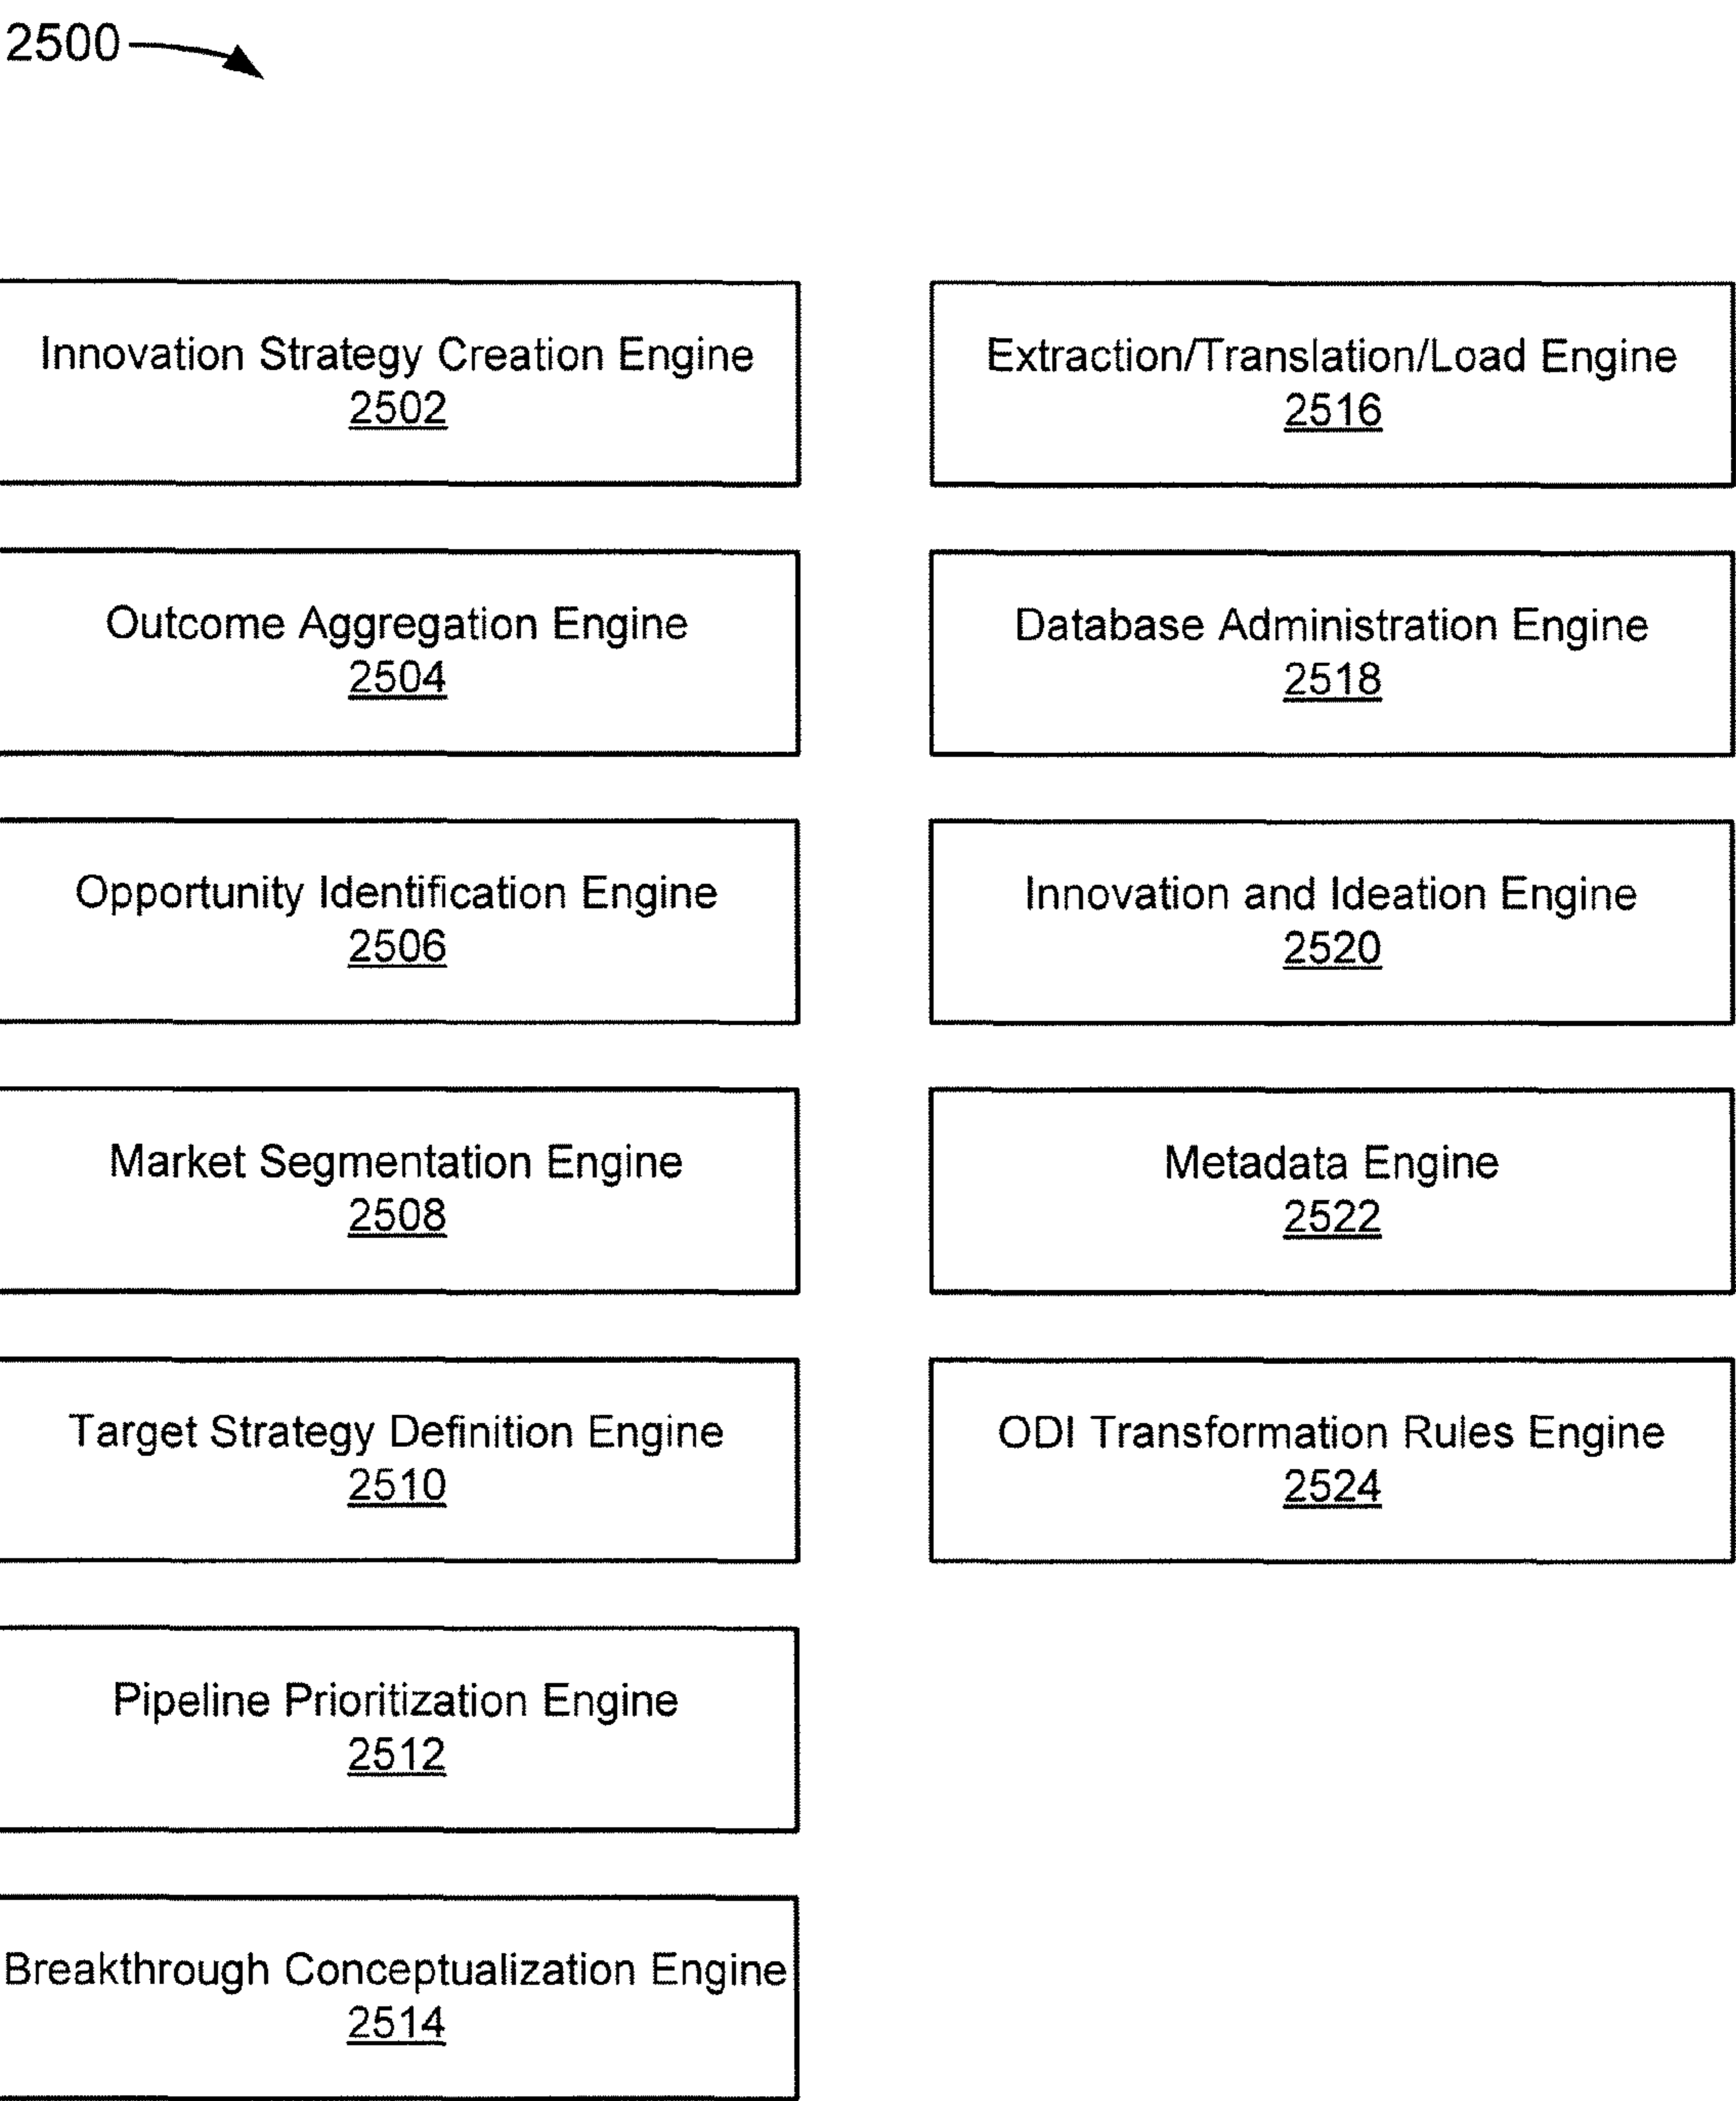 2500
Innovation Strategy Creation Engine
2502
Outcome Aggregation Engine
2504
Opportunity Identification Engine
2506
Market Segmentation Engine
2508
Target Strategy Definition Engine
2510
Pipeline Prioritization Engine
2512
Breakthrough Conceptualization Engine
2514
Extraction/Translation/Load Engine
2516
Database Administration Engine
2518
Innovation and Ideation Engine
2520
Metadata Engine
2522
ODI Transformation Rules Engine
2524